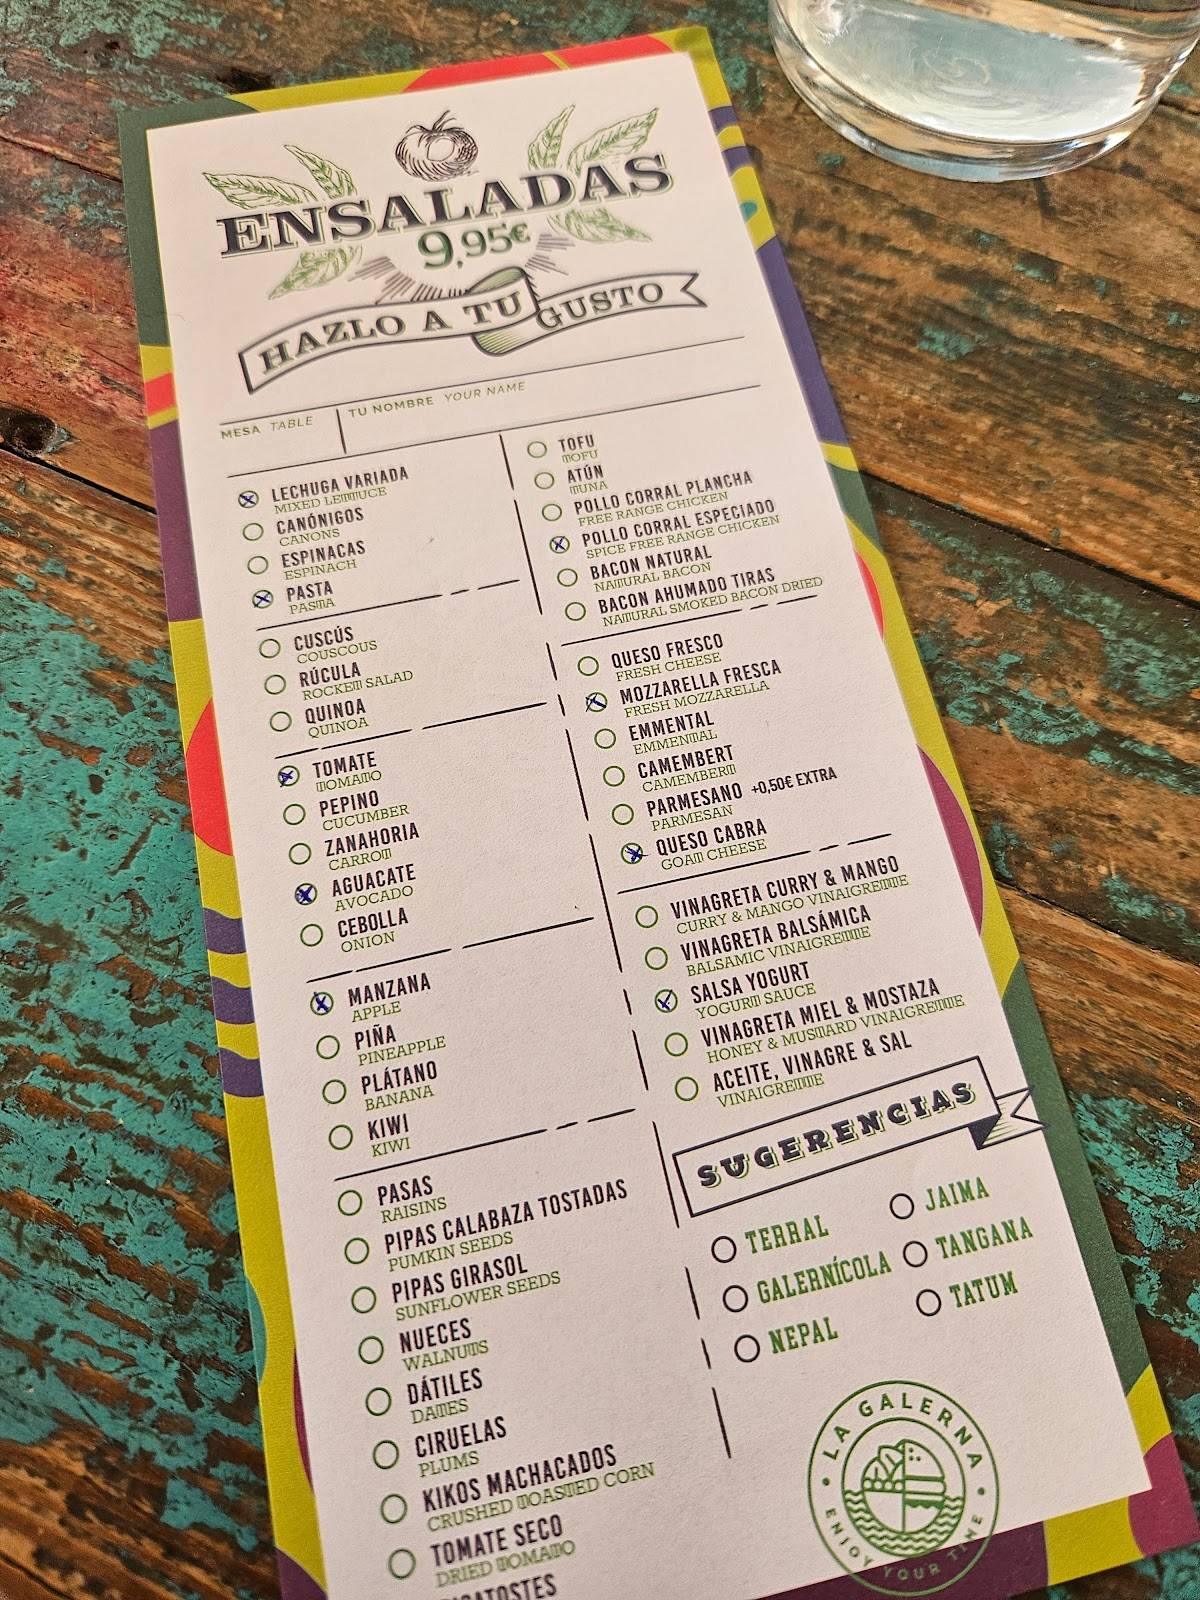 ENSALADAS
9,95€
HAZLO A TU GUSTO
MESA TABLE
TU NOMBRE YOUR NAME
LECHUGA VARIADA
MIXED LETTUCE
CANÓNIGOS
CANONS
ESPINACAS
ESPINACH
PASTA
PASTA
CUSCÚS
COUSCOUS
RÚCULA
ROCKET SALAD
QUINOA
QUINOA
TOMATE
TOMATO
PEPINO
CUCUMBER
ZANAHORIA
CARROT
AGUACATE
AVOCADO
CEBOLLA
ONION
MANZANA
APPLE
PIÑA
PINEAPPLE
PLÁTANO
BANANA
KIWI
KIWI
PASAS
RAISINS
PIPAS CALABAZA TOSTADAS
PUMKIN SEEDS
PIPAS GIRASOL
SUNFLOWER SEEDS
NUECES
WALNUTS
DÁTILES
DATES
CIRUELAS
PLUMS
KIKOS MACHACADOS
CRUSHED TOASTED CORN
TOMATE SECO
DRIED TOMATO
TOFU
TOFU
ATÚN
TUNA
POLLO CORRAL PLANCHA
FREE RANGE CHICKEN
POLLO CORRAL ESPECIADO
SPICE FREE RANGE CHICKEN
BACON NATURAL
NATURAL BACON
BACON AHUMADO TIRAS
NATURAL SMOKED BACON DRIED
QUESO FRESCO
FRESH CHEESE
MOZZARELLA FRESCA
FRESH MOZZARELLA
EMMENTAL
EMMENTAL
CAMEMBERT
CAMEMBERT
PARMESANO +0,50€ EXTRA
PARMESAN
QUESO CABRA
GOAT CHEESE
VINAGRETA CURRY & MANGO
CURRY & MANGO VINAIGRETTE
VINAGRETA BALSÁMICA
BALSAMIC VINAIGRETTE
SALSA YOGURT
YOGURT SAUCE
VINAGRETA MIEL & MOSTAZA
HONEY & MUSTARD VINAIGRETTE
ACEITE, VINAGRE & SAL
VINAIGRETTE
SUGERENCIAS
TERRAL
JAIMA
GALERNÍCOLA
TANGANA
NEPAL
TATUM
LA GALERNA
ENJOY YOUR TIME